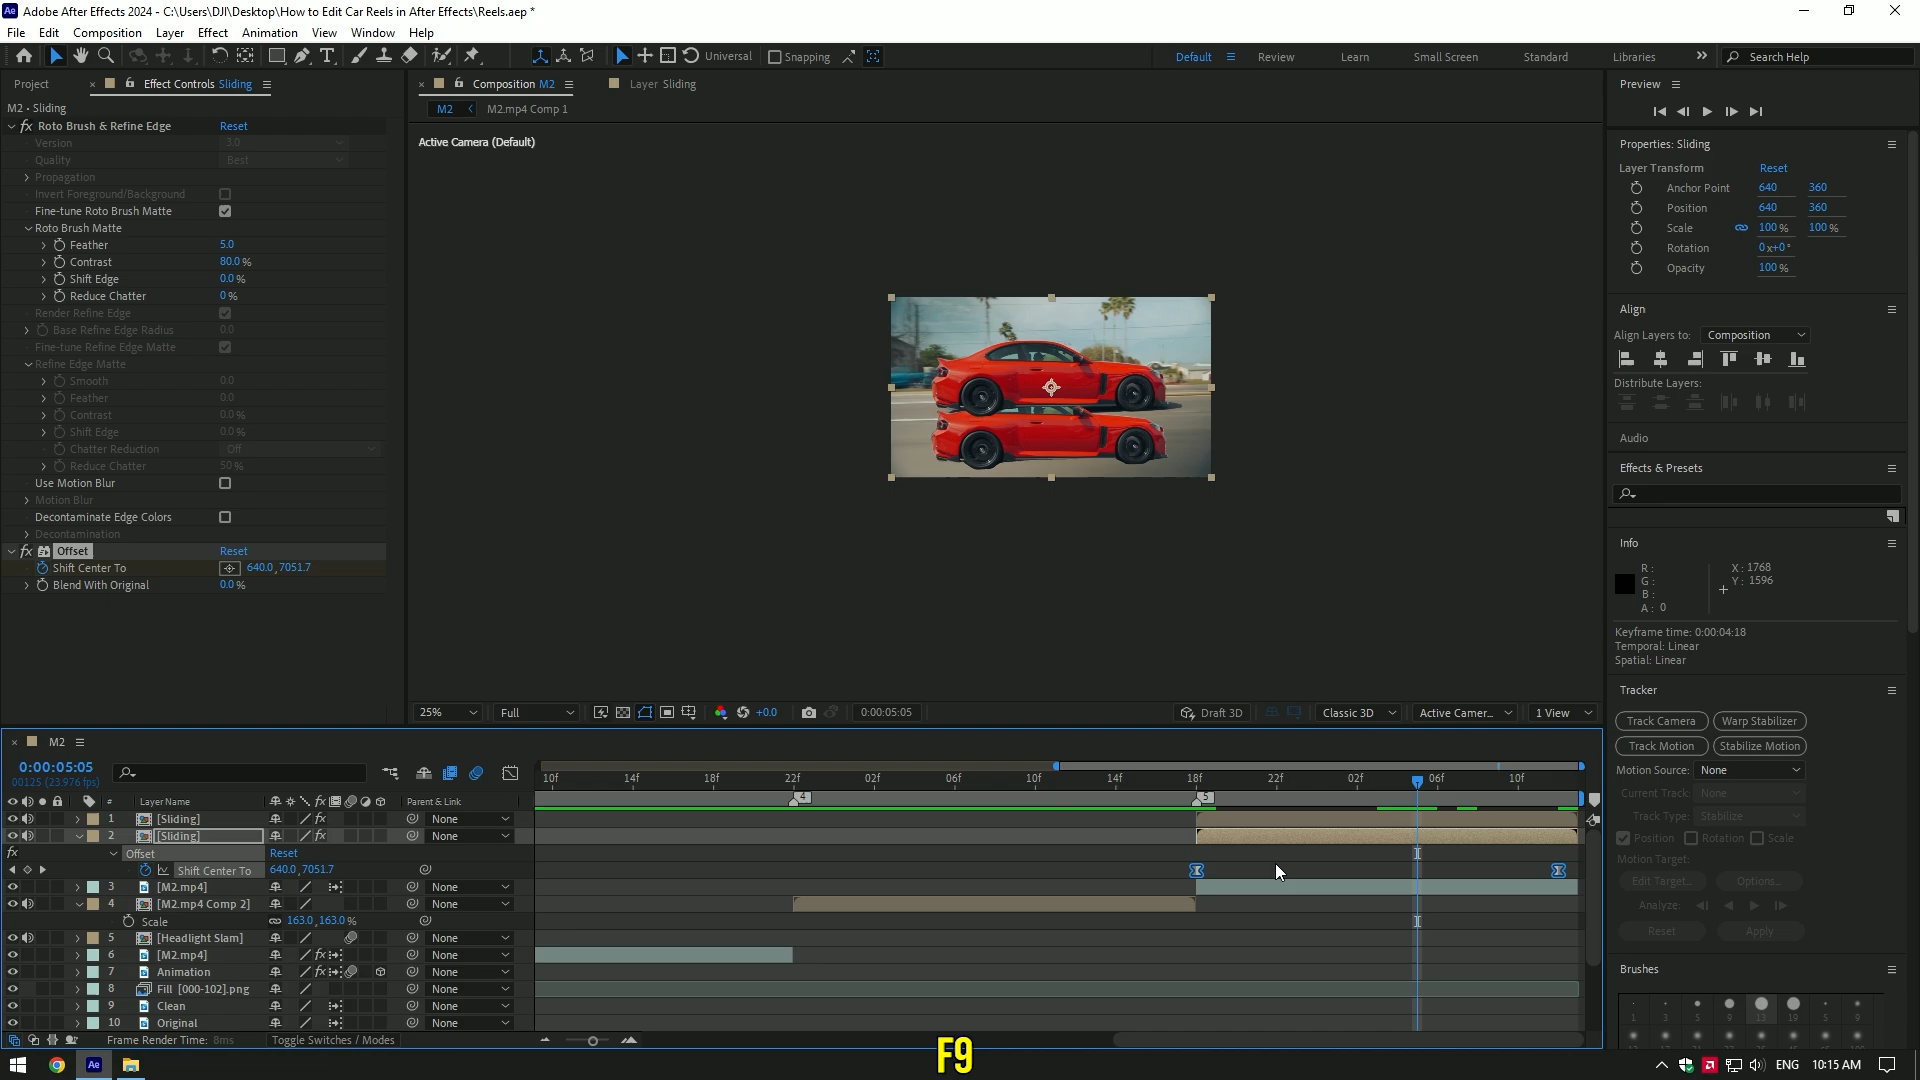 Adobe After Effects 2024 - C:\Users\DJI\Desktop\How to Edit Car Reels in After Effects\Reels.aep *
File Edit Composition Layer Effect Animation View Window Help
Universal Snapping Default Review Learn Small Screen Standard Libraries Search Help
Project Effect Controls Sliding
M2 • Sliding
Roto Brush & Refine Edge Reset
Version 3.0
Quality Best
Propagation
Invert Foreground/Background
Fine-tune Roto Brush Matte
Roto Brush Matte
Feather 5.0
Contrast 80.0 %
Shift Edge 0.0 %
Reduce Chatter 0 %
Render Refine Edge
Base Refine Edge Radius 0.0
Fine-tune Refine Edge Matte
Refine Edge Matte
Smooth 0.0
Feather 0.0
Contrast 0.0 %
Shift Edge 0.0 %
Chatter Reduction Off
Reduce Chatter 50 %
Use Motion Blur
Motion Blur
Decontaminate Edge Colors
Decontamination
Offset Reset
Shift Center To 640.0, 7051.7
Blend With Original 0.0 %
Composition M2 Layer Sliding
M2 M2.mp4 Comp 1
Active Camera (Default)
25% Full +0.0 0:00:05:05 Draft 3D Classic 3D Active Camer... 1 View
Preview
Properties: Sliding
Layer Transform Reset
Anchor Point 640 360
Position 640 360
Scale 100 % 100 %
Rotation 0x+0°
Opacity 100 %
Align
Align Layers to: Composition
Distribute Layers:
Audio
Effects & Presets
Info
R: X: 1768
G: Y: 1596
B:
A: 0
Keyframe time: 0:00:04:18
Temporal: Linear
Spatial: Linear
Tracker
Track Camera Warp Stabilizer
Track Motion Stabilize Motion
Motion Source: None
Current Track: None
Track Type: Stabilize
Position Rotation Scale
Motion Target:
Edit Target... Options...
Analyze:
Reset Apply
Brushes
1 3 5 9 13 19 5 9
M2
0:00:05:05
00125 (23.976 fps)
10f 14f 18f 22f 02f 06f 10f 14f 18f 22f 02f 06f 10f
4 5
# Layer Name Parent & Link
1 [Sliding] None
2 [Sliding] None
Offset Reset
Shift Center To 640.0, 7051.7
3 [M2.mp4] None
4 [M2.mp4 Comp 2] None
Scale 163.0, 163.0 %
5 [Headlight Slam] None
6 [M2.mp4] None
7 Animation None
8 Fill [000-102].png None
9 Clean None
10 Original None
Frame Render Time: 8ms Toggle Switches / Modes
F9
ENG 10:15 AM